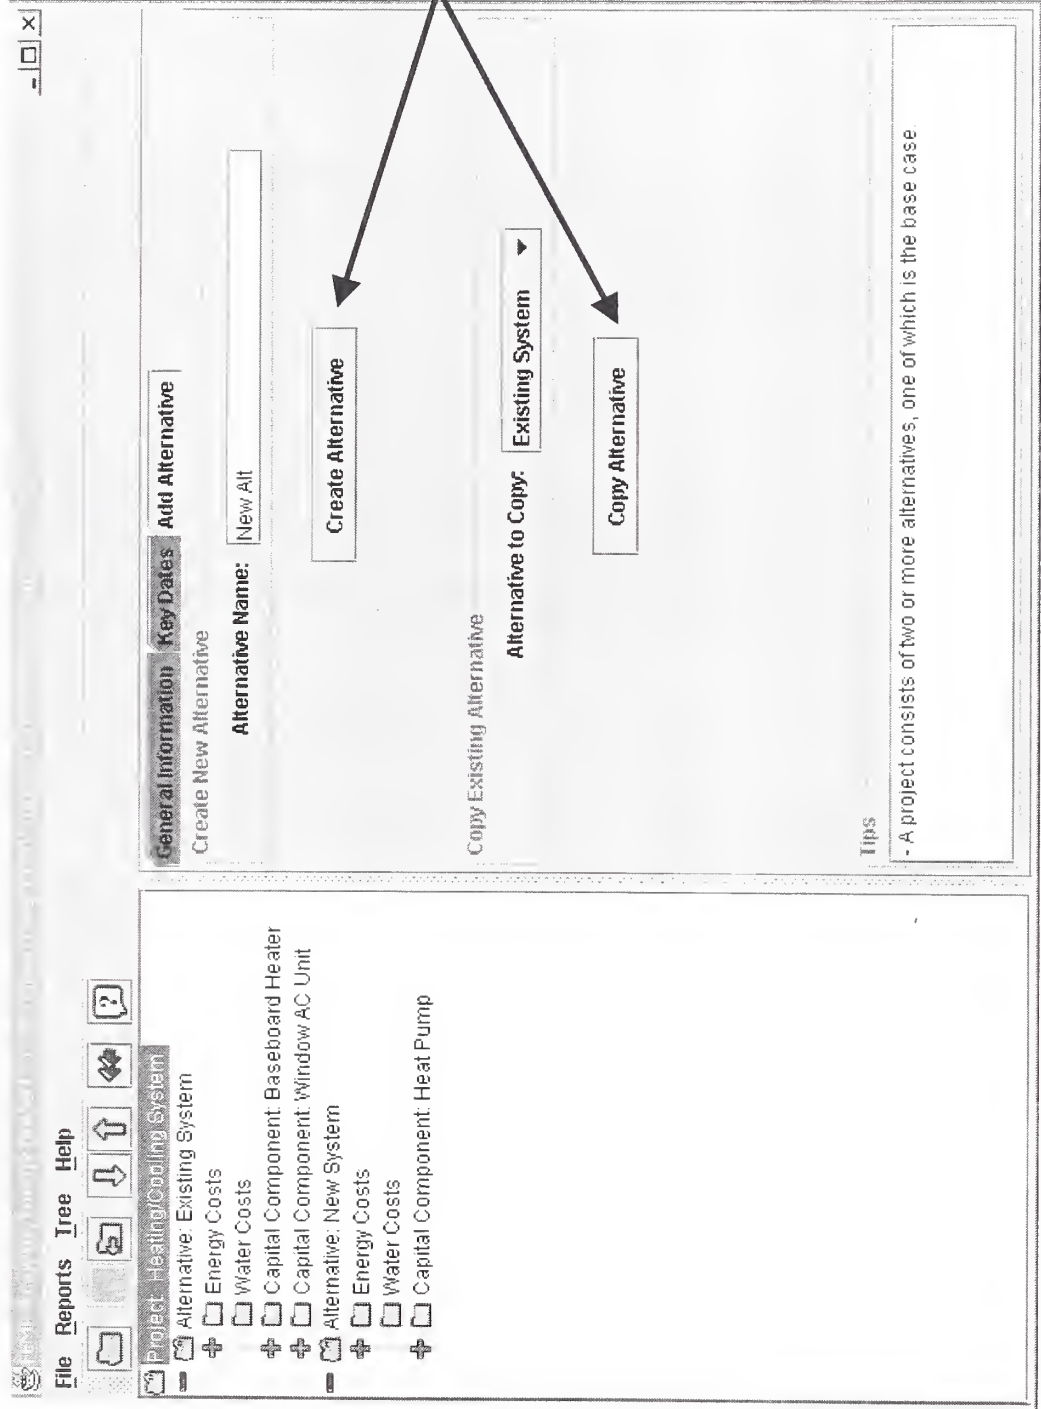 File Reports Tree Help
Project: Heating/Cooling System
Alternative: Existing System
Energy Costs
Water Costs
Capital Component: Baseboard Heater
Capital Component: Window AC Unit
Alternative: New System
Energy Costs
Water Costs
Capital Component: Heat Pump
General Information Key Dates Add Alternative
Create New Alternative
Alternative Name: New Alt
Create Alternative
Copy Existing Alternative
Alternative to Copy: Existing System
Copy Alternative
Tips
- A project consists of two or more alternatives, one of which is the base case.